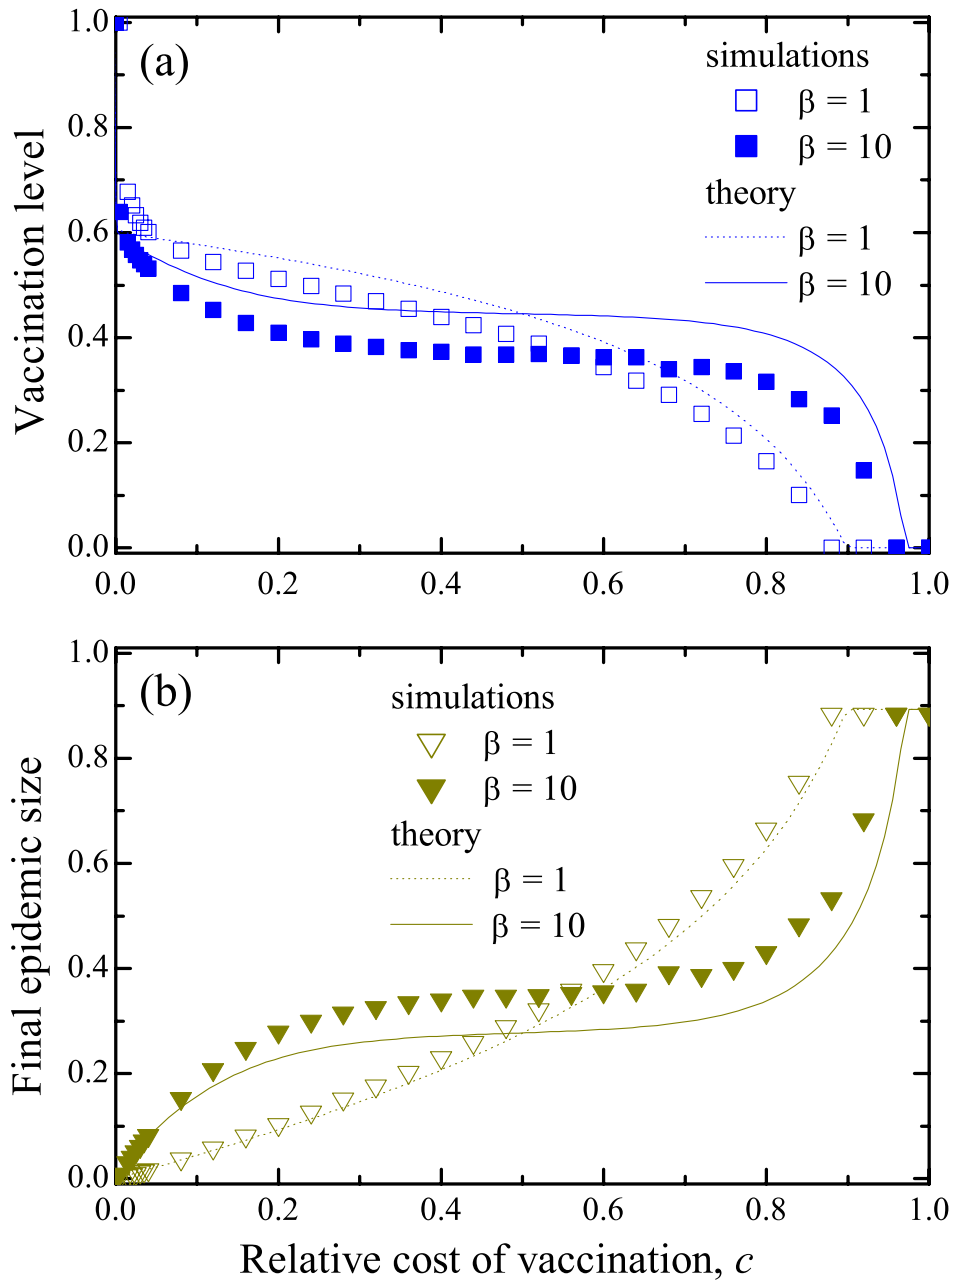 (a)
simulations
β = 1
β = 10
theory
β = 1
β = 10
Vaccination level
1.0
0.8
0.6
0.4
0.2
0.0
0.0 0.2 0.4 0.6 0.8 1.0
(b)
simulations
β = 1
β = 10
theory
β = 1
β = 10
Final epidemic size
1.0
0.8
0.6
0.4
0.2
0.0
0.0 0.2 0.4 0.6 0.8 1.0
Relative cost of vaccination, c